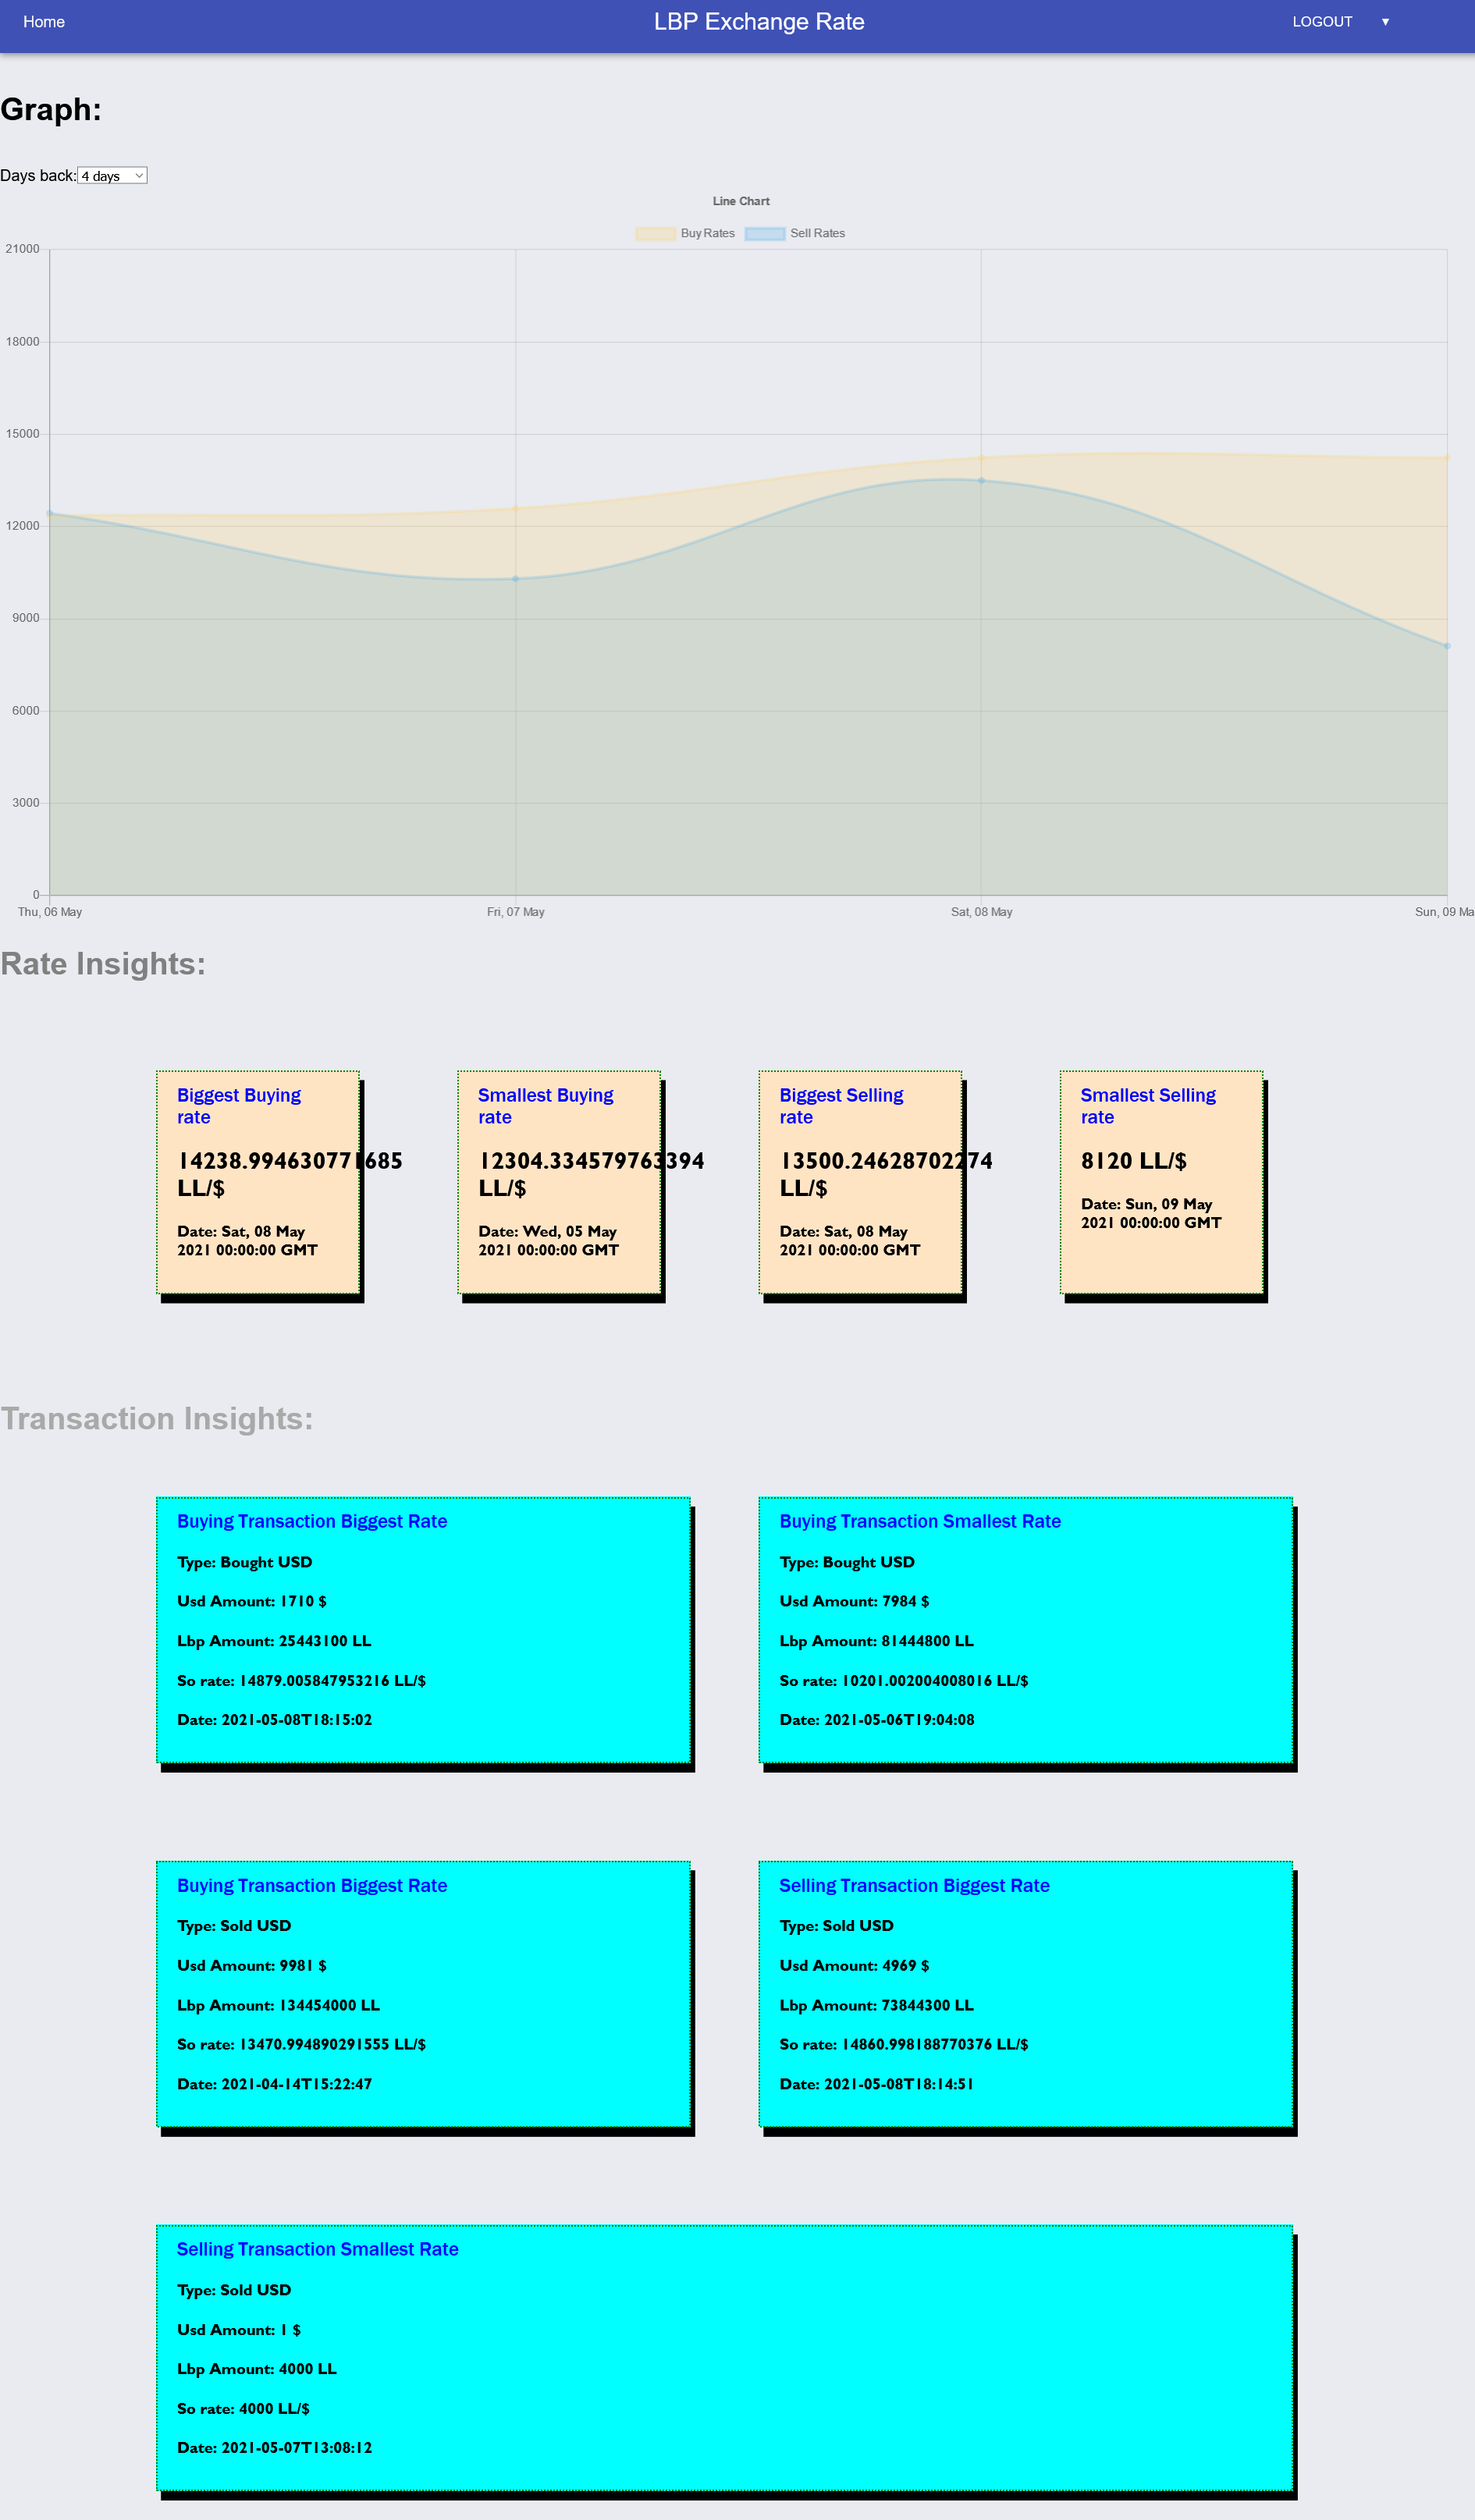 Home
LBP Exchange Rate
LOGOUT ▼
Graph:
Days back: 4 days
Line Chart
Buy Rates
Sell Rates
21000
18000
15000
12000
9000
6000
3000
0
Thu, 06 May
Fri, 07 May
Sat, 08 May
Sun, 09 Ma
Rate Insights:
Biggest Buying
rate
14238.994630771685
LL/$
Date: Sat, 08 May
2021 00:00:00 GMT
Smallest Buying
rate
12304.334579763394
LL/$
Date: Wed, 05 May
2021 00:00:00 GMT
Biggest Selling
rate
13500.24628702274
LL/$
Date: Sat, 08 May
2021 00:00:00 GMT
Smallest Selling
rate
8120 LL/$
Date: Sun, 09 May
2021 00:00:00 GMT
Transaction Insights:
Buying Transaction Biggest Rate
Type: Bought USD
Usd Amount: 1710 $
Lbp Amount: 25443100 LL
So rate: 14879.005847953216 LL/$
Date: 2021-05-08T18:15:02
Buying Transaction Smallest Rate
Type: Bought USD
Usd Amount: 7984 $
Lbp Amount: 81444800 LL
So rate: 10201.002004008016 LL/$
Date: 2021-05-06T19:04:08
Buying Transaction Biggest Rate
Type: Sold USD
Usd Amount: 9981 $
Lbp Amount: 134454000 LL
So rate: 13470.994890291555 LL/$
Date: 2021-04-14T15:22:47
Selling Transaction Biggest Rate
Type: Sold USD
Usd Amount: 4969 $
Lbp Amount: 73844300 LL
So rate: 14860.998188770376 LL/$
Date: 2021-05-08T18:14:51
Selling Transaction Smallest Rate
Type: Sold USD
Usd Amount: 1 $
Lbp Amount: 4000 LL
So rate: 4000 LL/$
Date: 2021-05-07T13:08:12